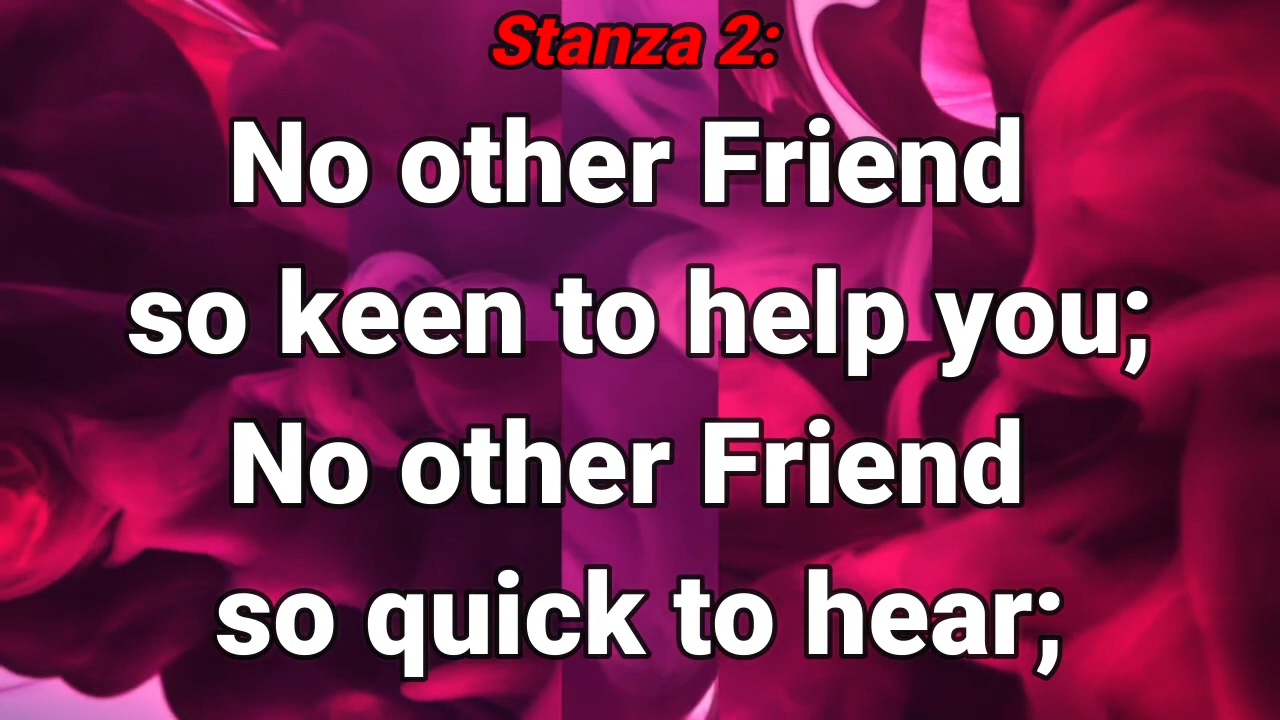 Stanza 2:
No other Friend
so keen to help you;
No other Friend
so quick to hear;